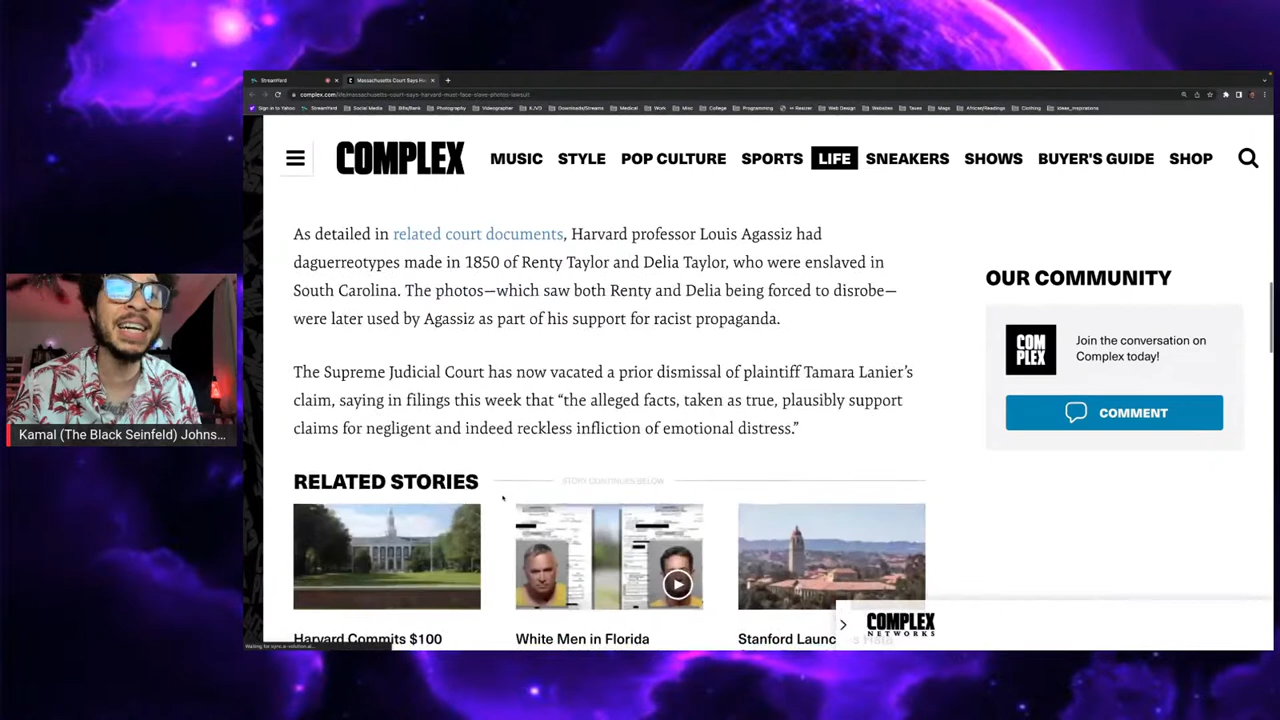 StreamYard
Massachusetts Court Says Ha
complex.com/life/massachusetts-court-says-harvard-must-face-slave-photos-lawsuit
Sign in to Yahoo StreamYard Social Media Bills/Bank Photography Videographer KJVO Downloads/Streams Medical Work Misc College Programming Web Design Websites Taxes Mags African/Readings Clothing Ideas_Inspirations
COMPLEX
MUSIC STYLE POP CULTURE SPORTS LIFE SNEAKERS SHOWS BUYER'S GUIDE SHOP
As detailed in related court documents, Harvard professor Louis Agassiz had
daguerreotypes made in 1850 of Renty Taylor and Delia Taylor, who were enslaved in
South Carolina. The photos—which saw both Renty and Delia being forced to disrobe—
were later used by Agassiz as part of his support for racist propaganda.
The Supreme Judicial Court has now vacated a prior dismissal of plaintiff Tamara Lanier’s
claim, saying in filings this week that “the alleged facts, taken as true, plausibly support
claims for negligent and indeed reckless infliction of emotional distress.”
RELATED STORIES
STORY CONTINUES BELOW
Harvard Commits $100
White Men in Florida
Stanford Launc
OUR COMMUNITY
COM
PLEX
Join the conversation on
Complex today!
COMMENT
COMPLEX
NETWORKS
Kamal (The Black Seinfeld) Johns...